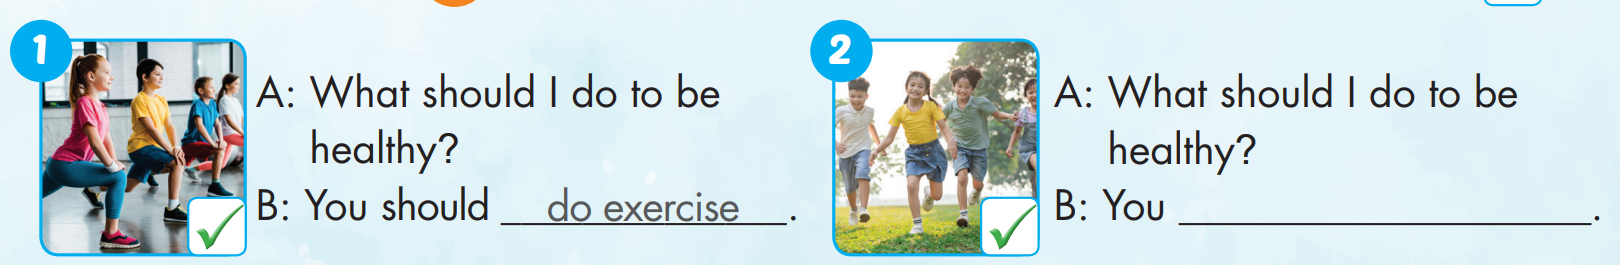 1
A: What should I do to be
healthy?
B: You should do exercise.
2
A: What should I do to be
healthy?
B: You ____________________.